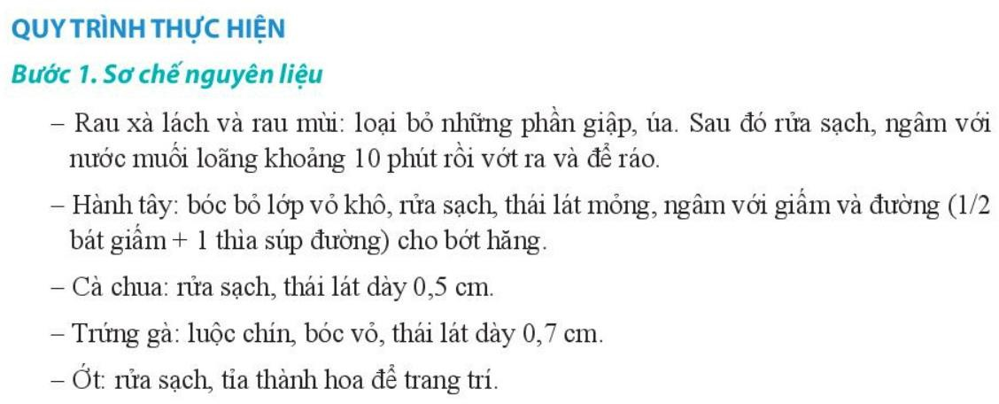 QUY TRÌNH THỰC HIỆN
Bước 1. Sơ chế nguyên liệu
– Rau xà lách và rau mùi: loại bỏ những phần giập, úa. Sau đó rửa sạch, ngâm với
nước muối loãng khoảng 10 phút rồi vớt ra và để ráo.
– Hành tây: bóc bỏ lớp vỏ khô, rửa sạch, thái lát mỏng, ngâm với giấm và đường (1/2
bát giấm + 1 thìa súp đường) cho bớt hăng.
– Cà chua: rửa sạch, thái lát dày 0,5 cm.
– Trứng gà: luộc chín, bóc vỏ, thái lát dày 0,7 cm.
– Ớt: rửa sạch, tỉa thành hoa để trang trí.